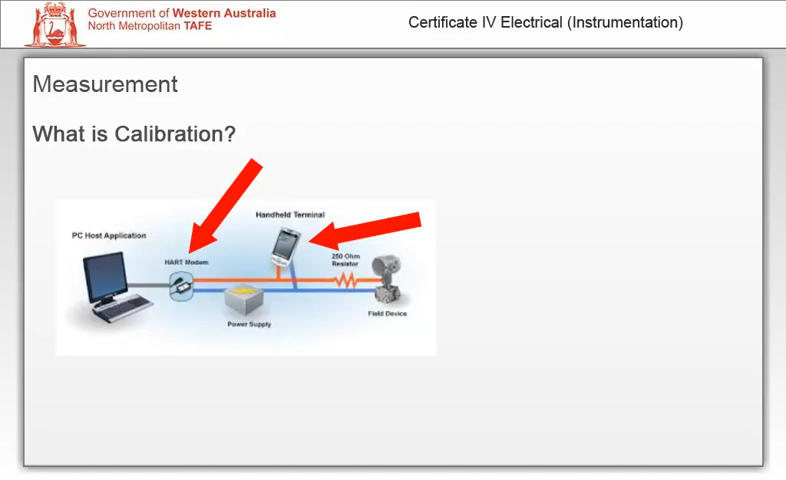 Government of Western Australia
North Metropolitan TAFE
Certificate IV Electrical (Instrumentation)
Measurement
What is Calibration?
Handheld Terminal
PC Host Application
HART Modem
250 Ohm
Resistor
Power Supply
Field Device